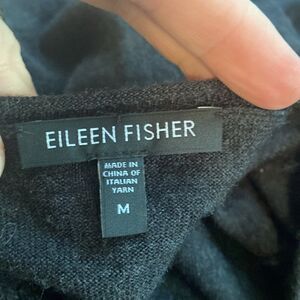 EILEEN FISHER
MADE IN
CHINA OF
ITALIAN
YARN
M